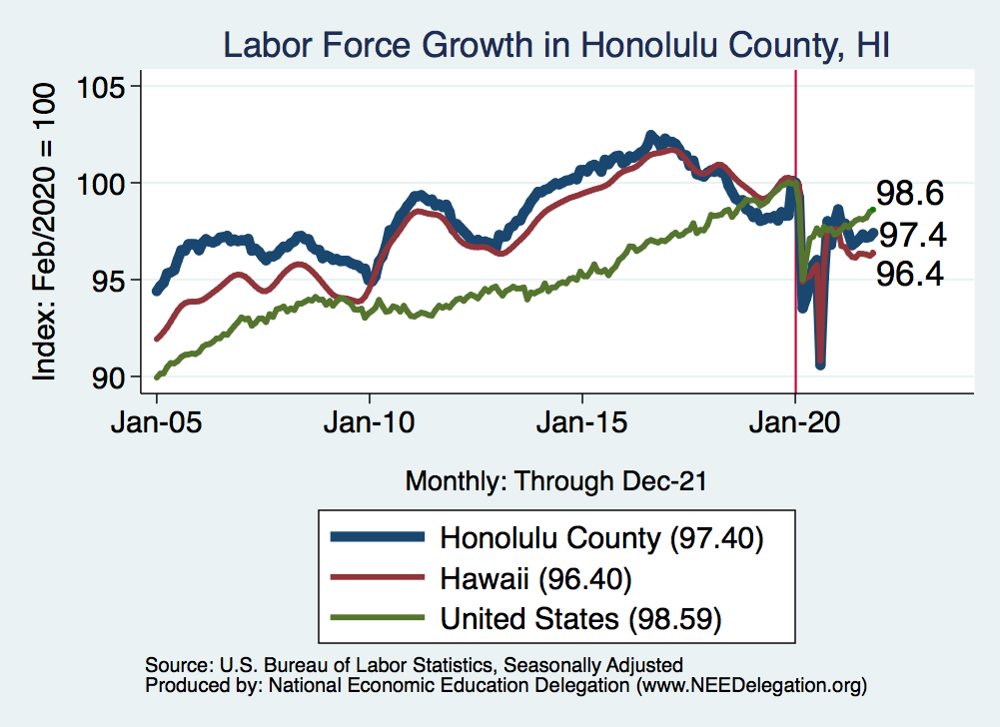 Labor Force Growth in Honolulu County, HI
Index: Feb/2020 = 100
105
100
95
90
98.6
97.4
96.4
Jan-05 Jan-10 Jan-15 Jan-20
Monthly: Through Dec-21
Honolulu County (97.40)
Hawaii (96.40)
United States (98.59)
Source: U.S. Bureau of Labor Statistics, Seasonally Adjusted
Produced by: National Economic Education Delegation (www.NEEDelegation.org)